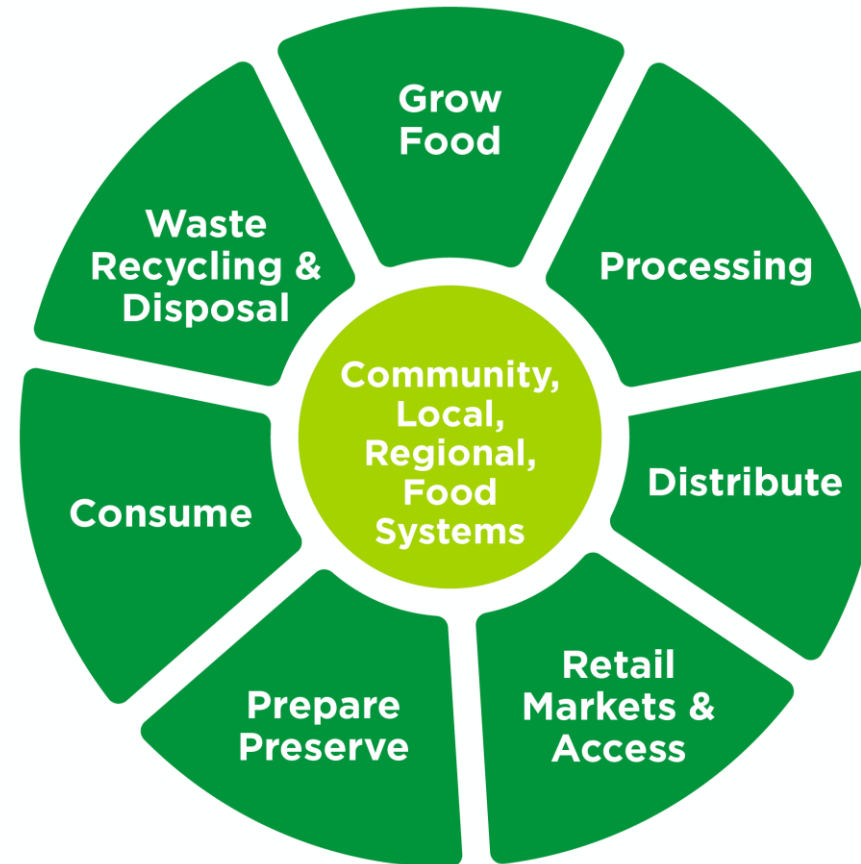 Grow
Food
Processing
Distribute
Retail
Markets &
Access
Prepare
Preserve
Consume
Waste
Recycling &
Disposal
Community,
Local,
Regional,
Food
Systems